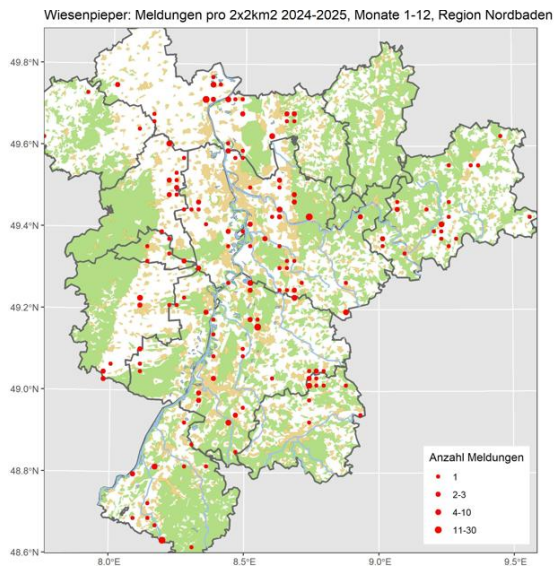 Wiesenpieper: Meldungen pro 2x2km2 2024-2025, Monate 1-12, Region Nordbaden
49.8°N
49.6°N
49.4°N
49.2°N
49.0°N
48.8°N
48.6°N
8.0°E
8.5°E
9.0°E
9.5°E
Anzahl Meldungen
1
2-3
4-10
11-30